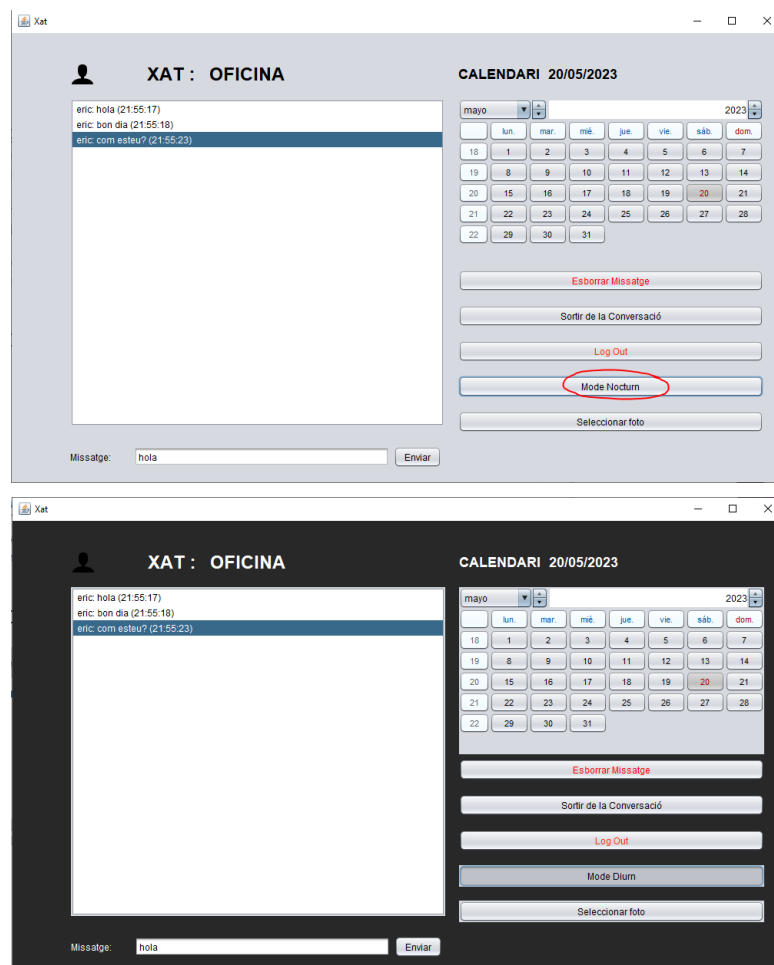 Xat
XAT : OFICINA
CALENDARI 20/05/2023
eric: hola (21:55:17)
eric: bon dia (21:55:18)
eric: com esteu? (21:55:23)
mayo 2023
lun. mar. mié. jue. vie. sáb. dom.
18 1 2 3 4 5 6 7
19 8 9 10 11 12 13 14
20 15 16 17 18 19 20 21
21 22 23 24 25 26 27 28
22 29 30 31
Esborrar Missatge
Sortir de la Conversació
Log Out
Mode Nocturn
Seleccionar foto
Missatge: hola Enviar
Xat
XAT : OFICINA
CALENDARI 20/05/2023
eric: hola (21:55:17)
eric: bon dia (21:55:18)
eric: com esteu? (21:55:23)
mayo 2023
lun. mar. mié. jue. vie. sáb. dom.
18 1 2 3 4 5 6 7
19 8 9 10 11 12 13 14
20 15 16 17 18 19 20 21
21 22 23 24 25 26 27 28
22 29 30 31
Esborrar Missatge
Sortir de la Conversació
Log Out
Mode Diurn
Seleccionar foto
Missatge: hola Enviar